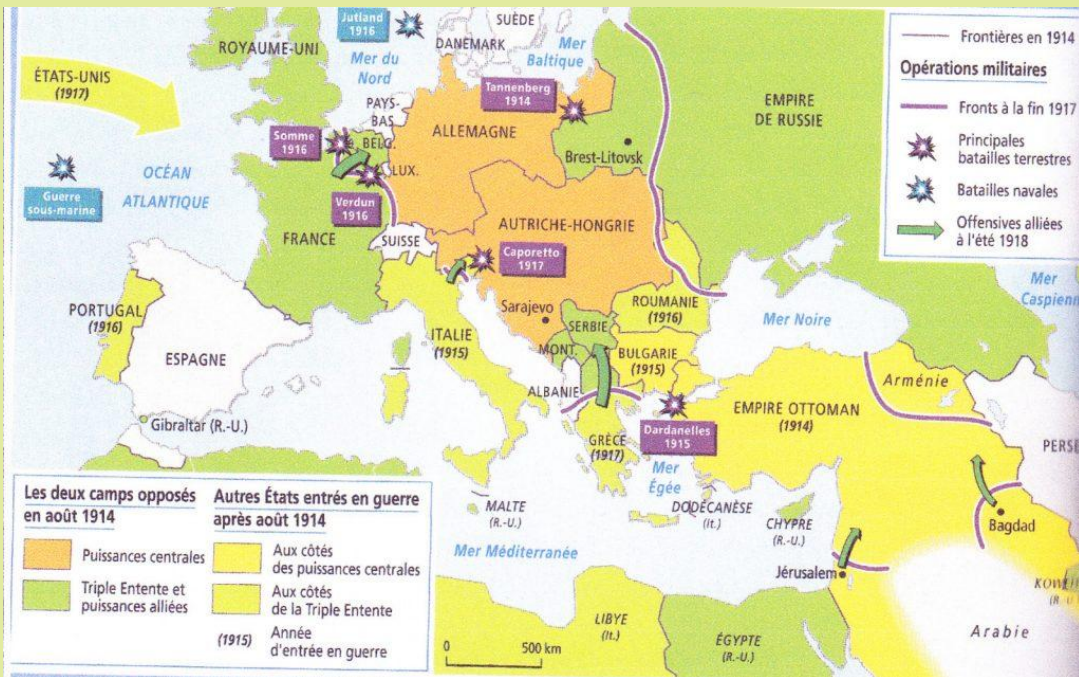 Jutland
1916
SUÈDE
ROYAUME-UNI
DANEMARK
Mer
Baltique
Mer du
Nord
ÉTATS-UNIS
(1917)
Tannenberg
1914
PAYS-
BAS
EMPIRE
DE RUSSIE
Somme
1916
BELG.
ALLEMAGNE
Brest-Litovsk
LUX.
OCÉAN
ATLANTIQUE
Guerre
sous-marine
Verdun
1916
AUTRICHE-HONGRIE
FRANCE
SUISSE
Caporetto
1917
PORTUGAL
(1916)
ESPAGNE
ITALIE
(1915)
Sarajevo
ROUMANIE
(1916)
SERBIE
Mer Noire
Mer
Caspienne
MONT.
BULGARIE
(1915)
ALBANIE
Arménie
EMPIRE OTTOMAN
(1914)
Gibraltar (R.-U.)
GRÈCE
(1917)
Dardanelles
1915
Mer
Égée
MALTE
(R.-U.)
DODÉCANÈSE
(It.)
CHYPRE
(R.-U.)
Bagdad
Mer Méditerranée
Jérusalem
LIBYE
(It.)
ÉGYPTE
(R.-U.)
Arabie
Frontières en 1914
Opérations militaires
Fronts à la fin 1917
Principales
batailles terrestres
Batailles navales
Offensives alliées
à l'été 1918
Les deux camps opposés
en août 1914
Puissances centrales
Triple Entente et
puissances alliées
Autres États entrés en guerre
après août 1914
Aux côtés
des puissances centrales
Aux côtés
de la Triple Entente
(1915)
Année
d'entrée en guerre
0
500 km